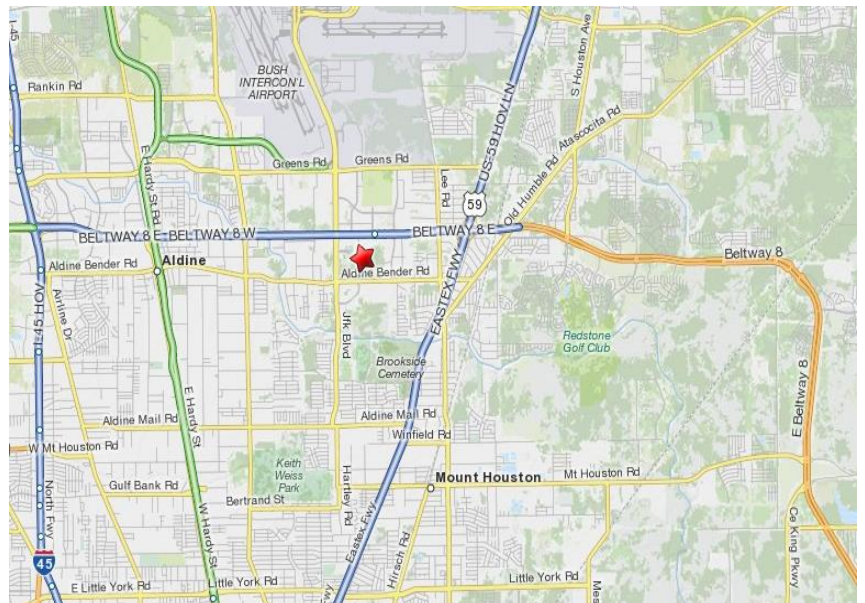 I-45
BUSH
INTERCON'L
AIRPORT
Rankin Rd
S Houston Ave
US-59 HOV LN
Atascocita Rd
E Hardy St Rd
Greens Rd
Greens Rd
Lee Rd
59
Old Humble Rd
BELTWAY 8 E-BELTWAY 8 W
BELTWAY 8 E
Beltway 8
Aldine Bender Rd
Aldine
Aldine Bender Rd
I-45 HOV
Airline Dr
EASTEX FWY
Jfk Blvd
Redstone
Golf Club
Brookside
Cemetery
E Hardy St
E Beltway 8
Aldine Mail Rd
Aldine Mail Rd
W Mt Houston Rd
Winfield Rd
Keith
Weiss
Park
Hartley Rd
Mount Houston
Mt Houston Rd
North Fwy
Gulf Bank Rd
Bertrand St
W Hardy St
Eastex Fwy
Hirsch Rd
Ce King Pkwy
45
E Little York Rd
Little York Rd
Fwy
Little York Rd
Mes